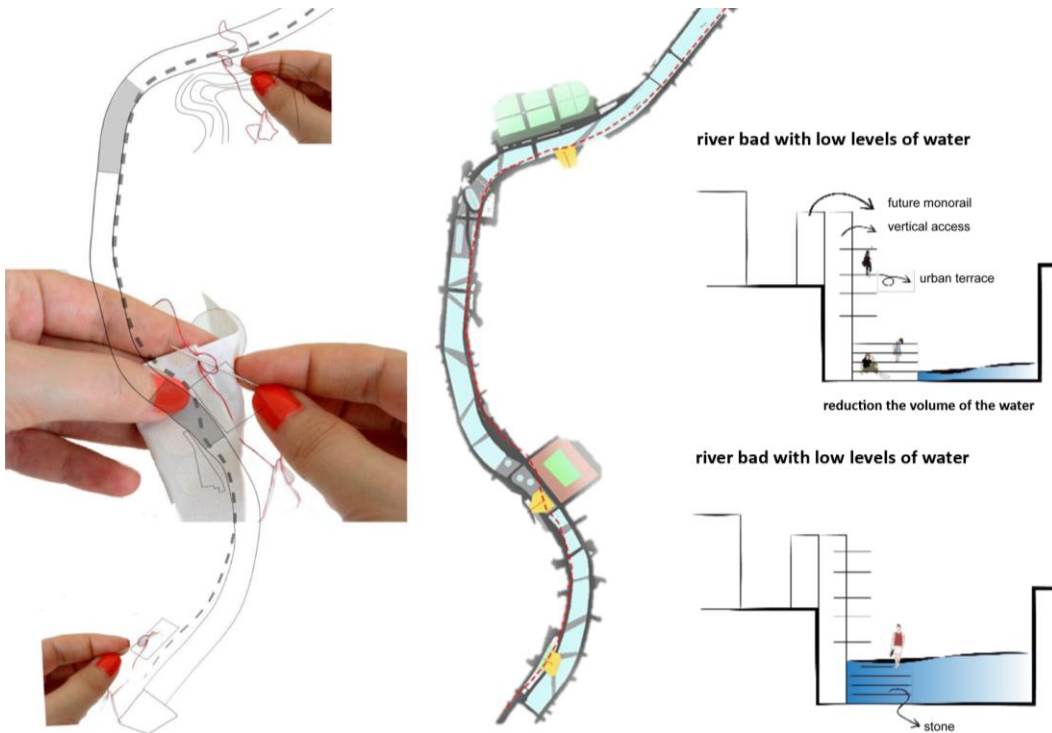 river bad with low levels of water
future monorail
vertical access
urban terrace
reduction the volume of the water
river bad with low levels of water
stone